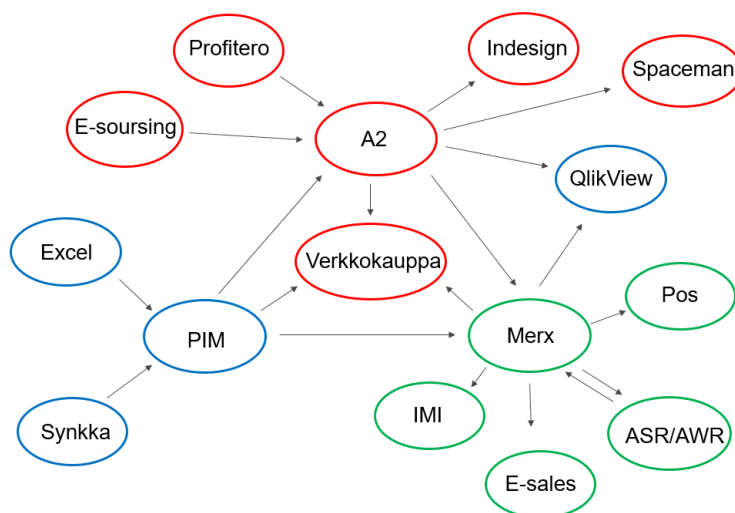 Profitero
Indesign
Spaceman
E-soursing
A2
QlikView
Excel
Verkkokauppa
Pos
PIM
Merx
IMI
Synkka
ASR/AWR
E-sales